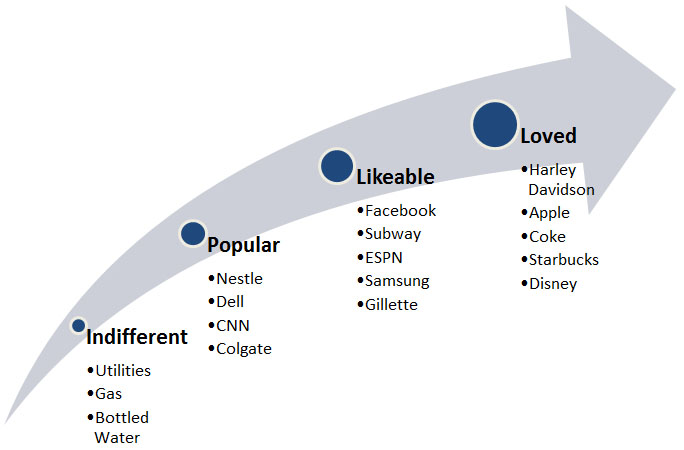 Indifferent
•Utilities
•Gas
•Bottled
Water
Popular
•Nestle
•Dell
•CNN
•Colgate
Likeable
•Facebook
•Subway
•ESPN
•Samsung
•Gillette
Loved
•Harley
Davidson
•Apple
•Coke
•Starbucks
•Disney